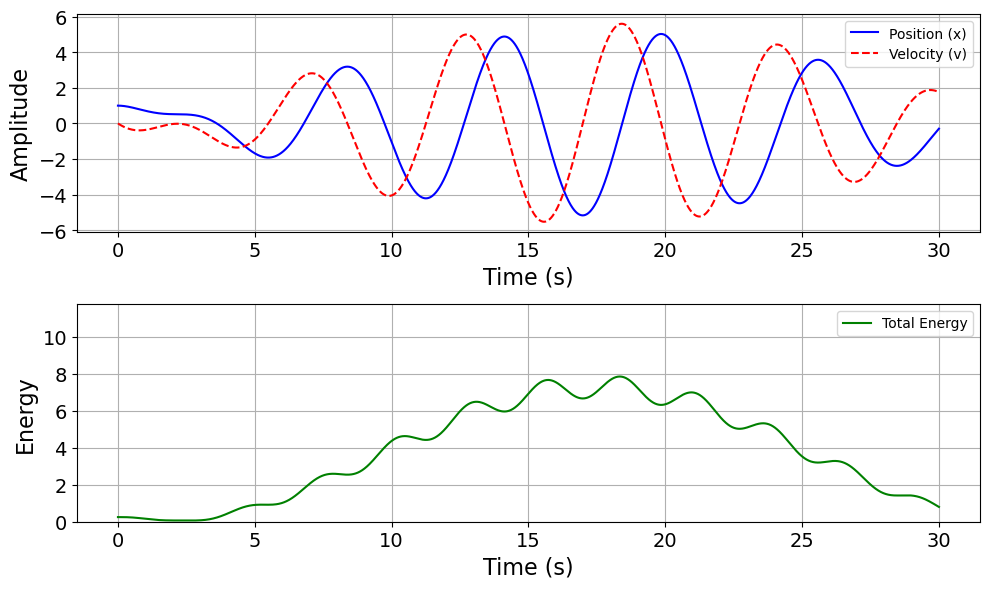 6
4
2
0
−2
−4
−6
Amplitude
Position (x)
Velocity (v)
0 5 10 15 20 25 30
Time (s)
10
8
6
4
2
0
Energy
Total Energy
0 5 10 15 20 25 30
Time (s)